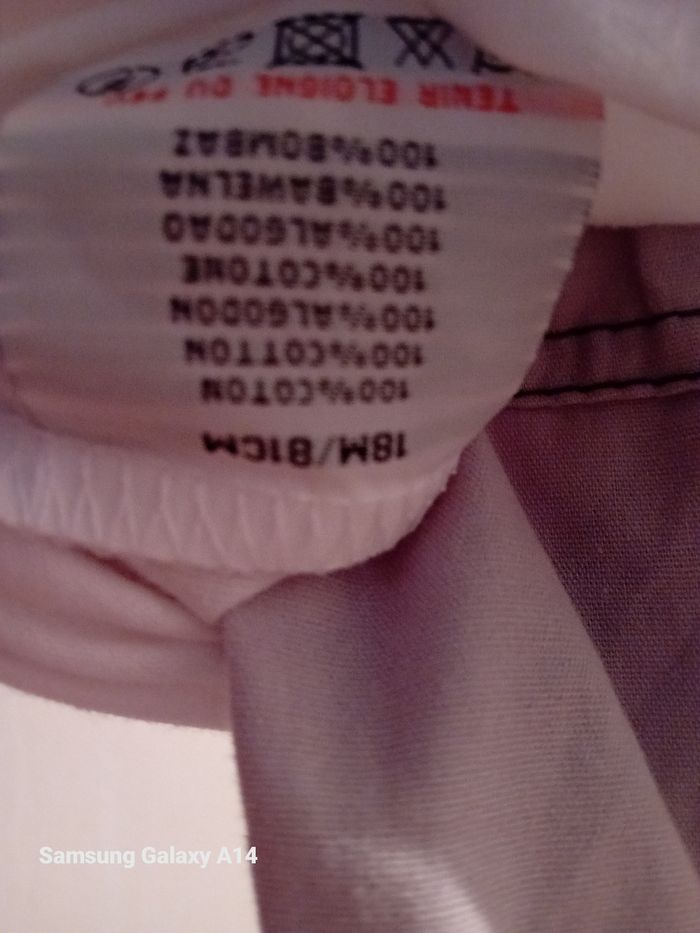 18M/81CM
100%COTON
100%COTTON
100%ALGODON
100%COTONE
100%ALGODAO
100%BAWELNA
100%BOMBAZ
TENIR ELOIGNE DU FEU
Samsung Galaxy A14